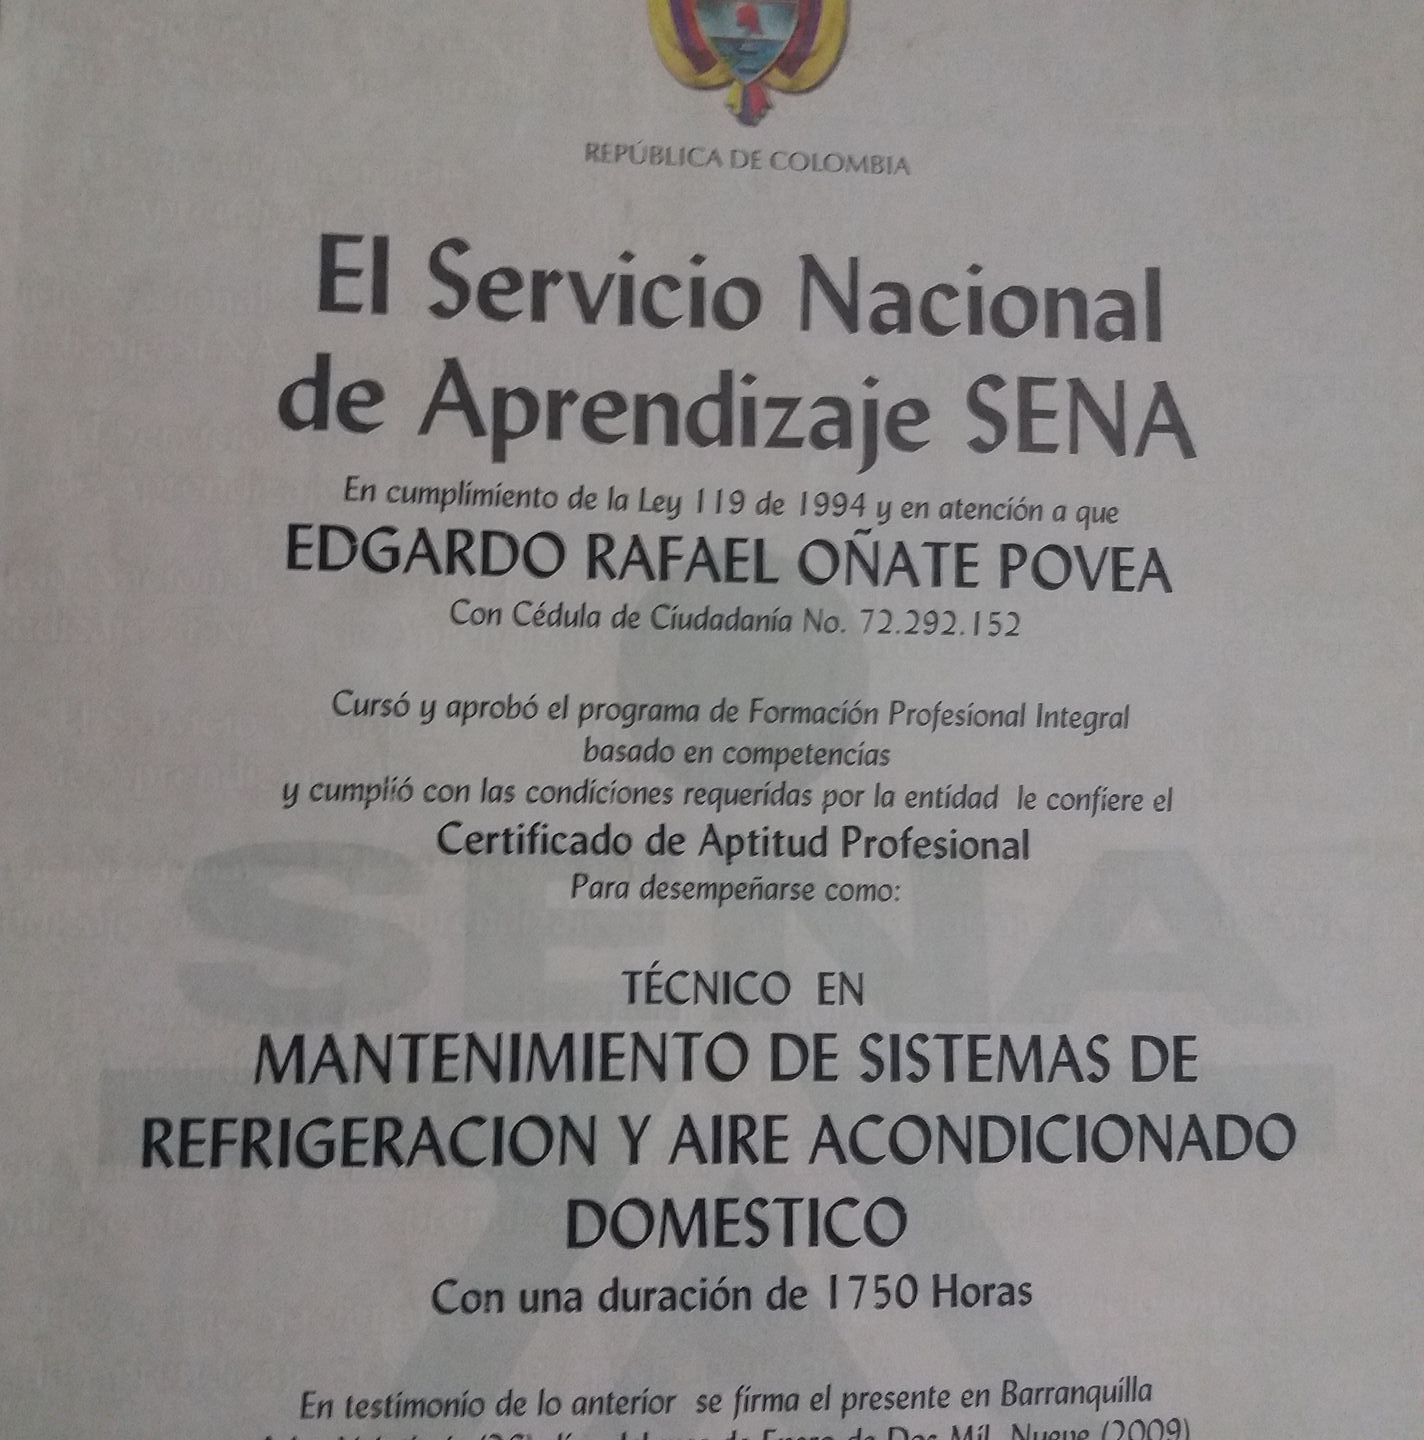 REPÚBLICA DE COLOMBIA
El Servicio Nacional
de Aprendizaje SENA
En cumplimiento de la Ley 119 de 1994 y en atención a que
EDGARDO RAFAEL OÑATE POVEA
Con Cédula de Ciudadanía No. 72.292.152
Cursó y aprobó el programa de Formación Profesional Integral
basado en competencias
y cumplió con las condiciones requeridas por la entidad le confiere el
Certificado de Aptitud Profesional
Para desempeñarse como:
SENA
TÉCNICO EN
MANTENIMIENTO DE SISTEMAS DE
REFRIGERACION Y AIRE ACONDICIONADO
DOMESTICO
Con una duración de 1750 Horas
En testimonio de lo anterior se firma el presente en Barranquilla
de Enero de Dos Mil Nueve (2009)